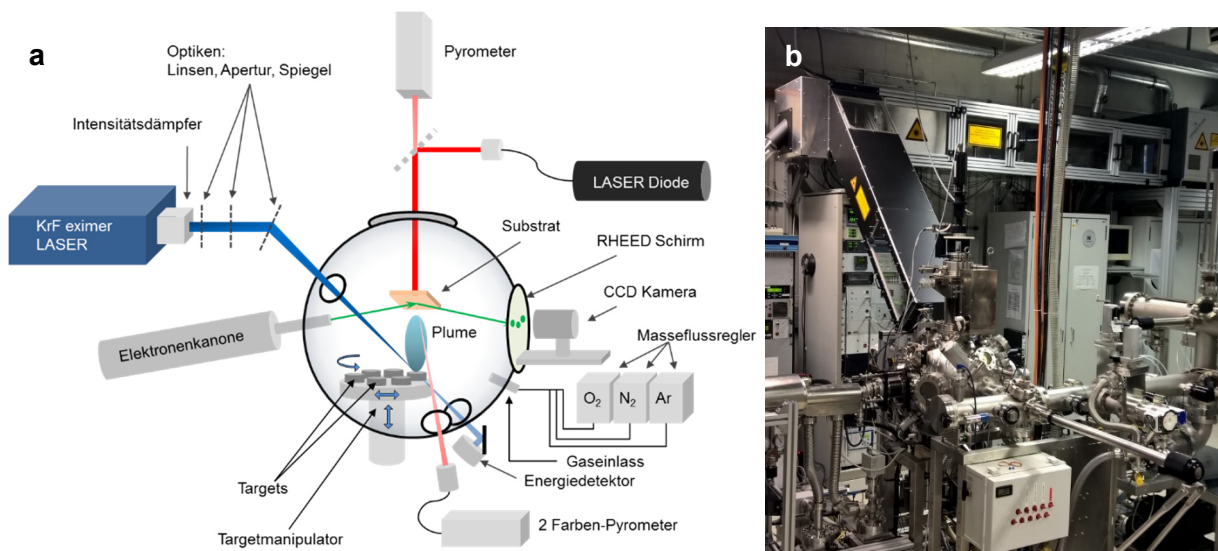 a
Optiken:
Linsen, Apertur, Spiegel
Pyrometer
Intensitätsdämpfer
LASER Diode
KrF eximer
LASER
Substrat
RHEED Schirm
CCD Kamera
Masseflussregler
Plume
Elektronenkanone
O₂
N₂
Ar
Gaseinlass
Energiedetektor
Targets
2 Farben-Pyrometer
Targetmanipulator
b